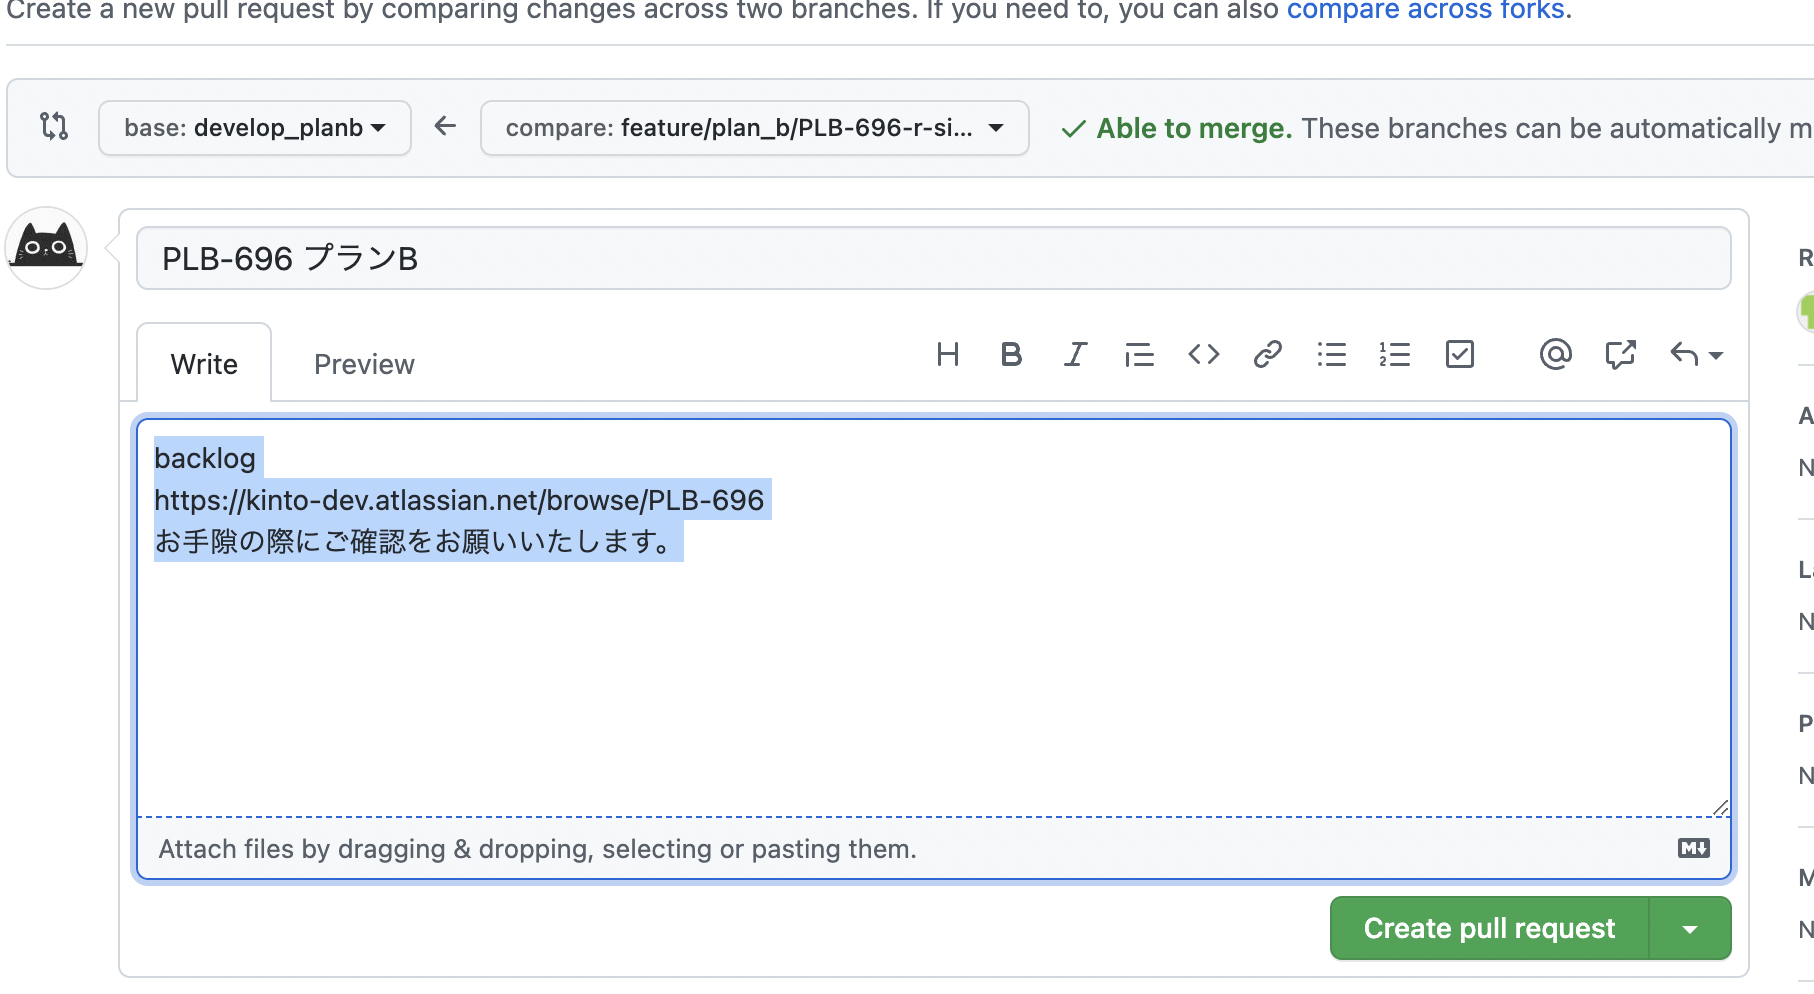 Create a new pull request by comparing changes across two branches. If you need to, you can also compare across forks.
base: develop_planb
compare: feature/plan_b/PLB-696-r-si...
Able to merge. These branches can be automatically m
PLB-696 プランB
Write
Preview
backlog
https://kinto-dev.atlassian.net/browse/PLB-696
お手隙の際にご確認をお願いいたします。
Attach files by dragging & dropping, selecting or pasting them.
Create pull request